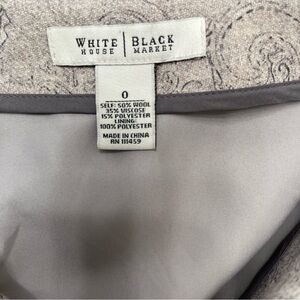 WHITE | BLACK
HOUSE | MARKET
0
SELF: 50% WOOL
35% VISCOSE
15% POLYESTER
LINING:
100% POLYESTER
MADE IN CHINA
RN 111459